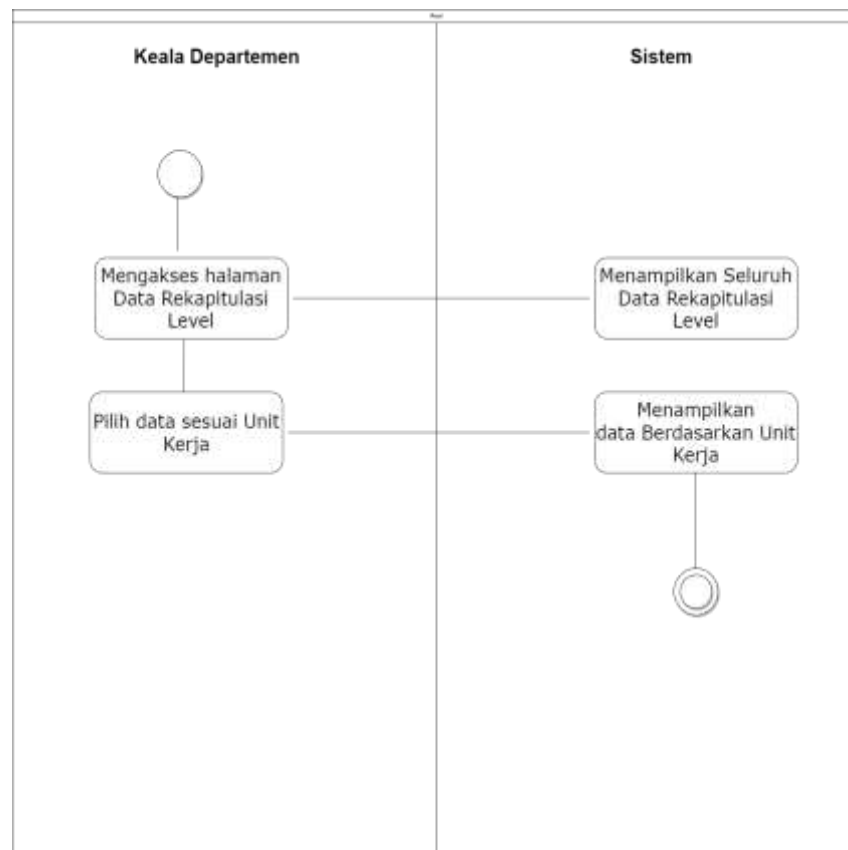 Pool
Keala Departemen
Sistem
Mengakses halaman
Data Rekapitulasi
Level
Menampilkan Seluruh
Data Rekapitulasi
Level
Pilih data sesuai Unit
Kerja
Menampilkan
data Berdasarkan Unit
Kerja